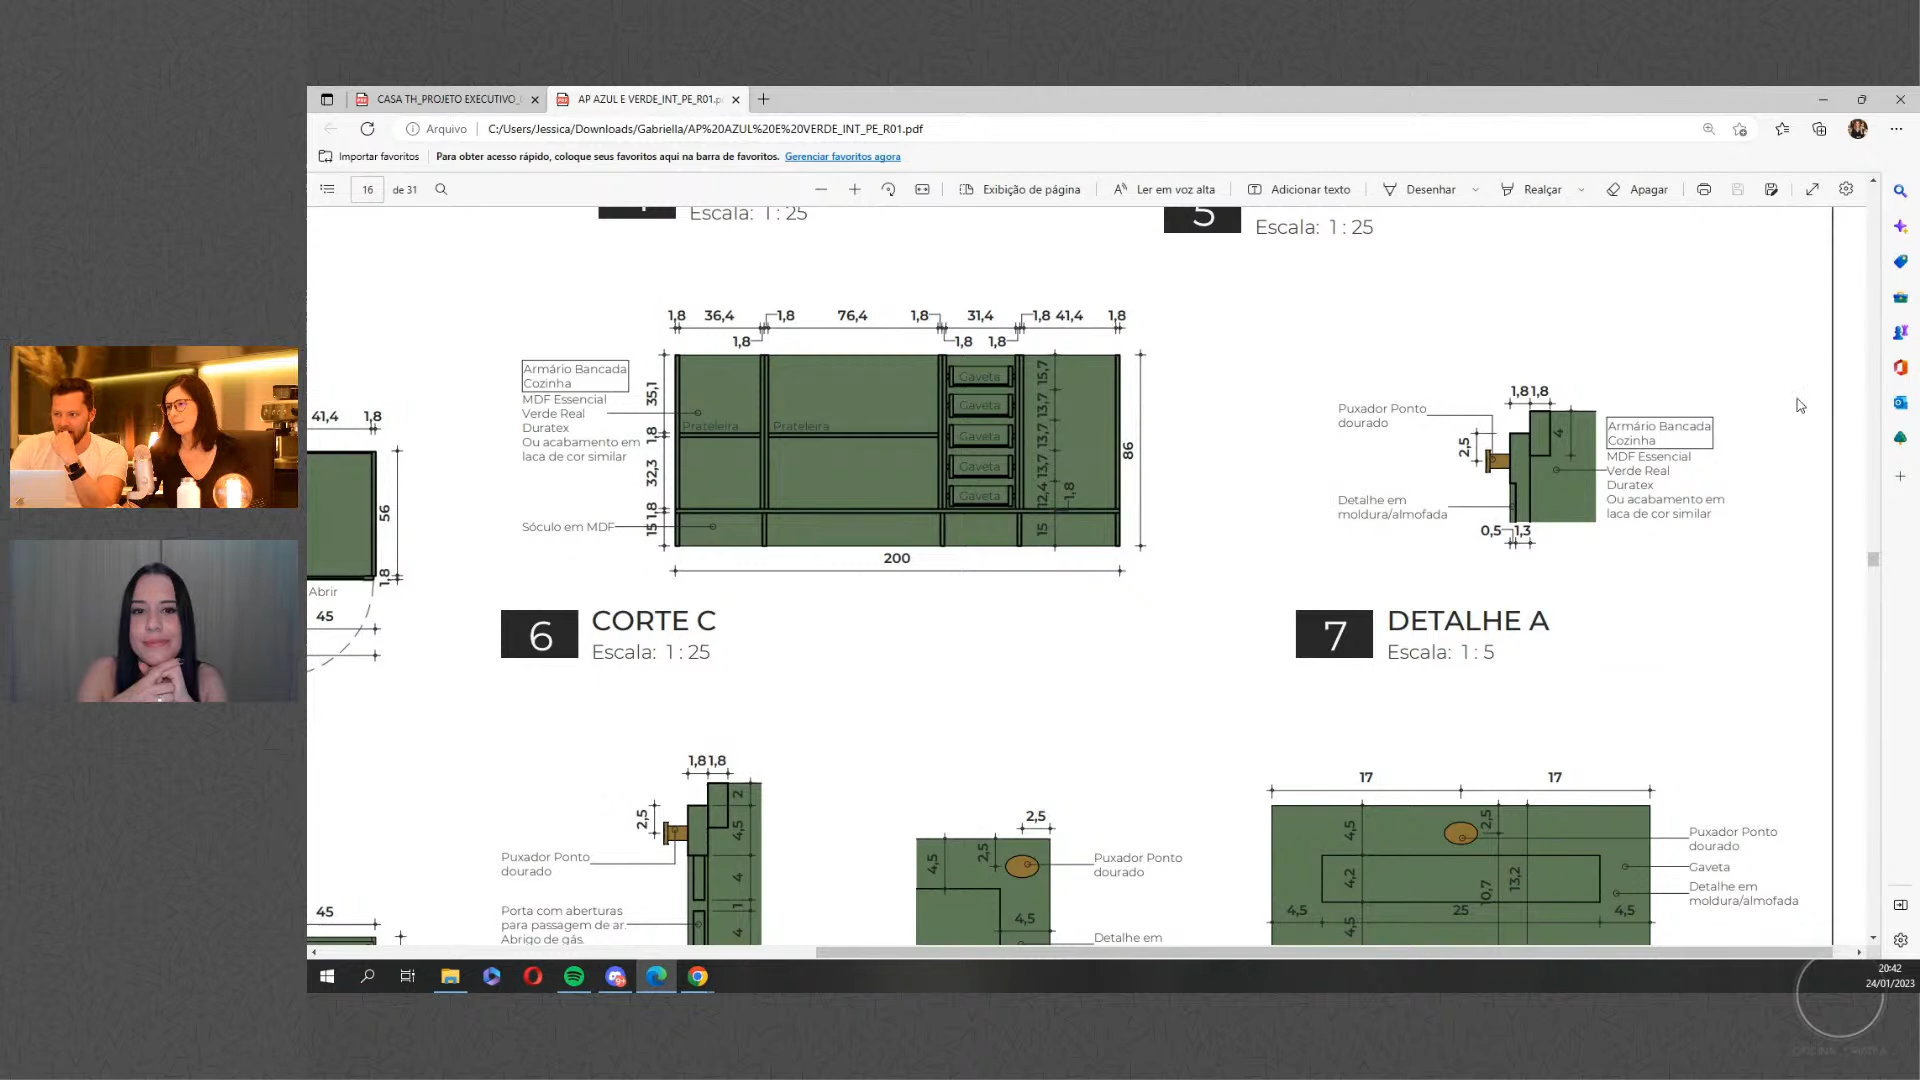 CASA TH_PROJETO EXECUTIVO_
AP AZUL E VERDE_INT_PE_R01.p
Arquivo
C:/Users/Jessica/Downloads/Gabriella/AP%20AZUL%20E%20VERDE_INT_PE_R01.pdf
Importar favoritos
Para obter acesso rápido, coloque seus favoritos aqui na barra de favoritos. Gerenciar favoritos agora
16 de 31
Exibição de página
Ler em voz alta
Adicionar texto
Desenhar
Realçar
Apagar
Escala: 1 : 25
5
Escala: 1 : 25
1,8 36,4 1,8 76,4 1,8 31,4 1,8 41,4 1,8
1,8 1,8 1,8
Armário Bancada
Cozinha
MDF Essencial
Verde Real
Duratex
Ou acabamento em
laca de cor similar
Sóculo em MDF
35,1
1,8
32,3
1,8
15
Prateleira
Prateleira
Gaveta
Gaveta
Gaveta
Gaveta
Gaveta
15,7
13,7
13,7
13,7
12,4
1,8
15
86
200
41,4 1,8
56
1,8
Abrir
45
45
6
CORTE C
Escala: 1 : 25
1,8 1,8
Puxador Ponto
dourado
2,5
4
Detalhe em
moldura/almofada
0,5 1,3
Armário Bancada
Cozinha
MDF Essencial
Verde Real
Duratex
Ou acabamento em
laca de cor similar
7
DETALHE A
Escala: 1 : 5
1,8 1,8
2
2,5
4,5
4
1
4
Puxador Ponto
dourado
Porta com aberturas
para passagem de ar.
Abrigo de gás.
2,5
4,5
2,5
4,5
Puxador Ponto
dourado
Detalhe em
17 17
4,5
2,5
4,2
10,7
13,2
4,5 25 4,5
4,5
Puxador Ponto
dourado
Gaveta
Detalhe em
moldura/almofada
20:42
24/01/2023